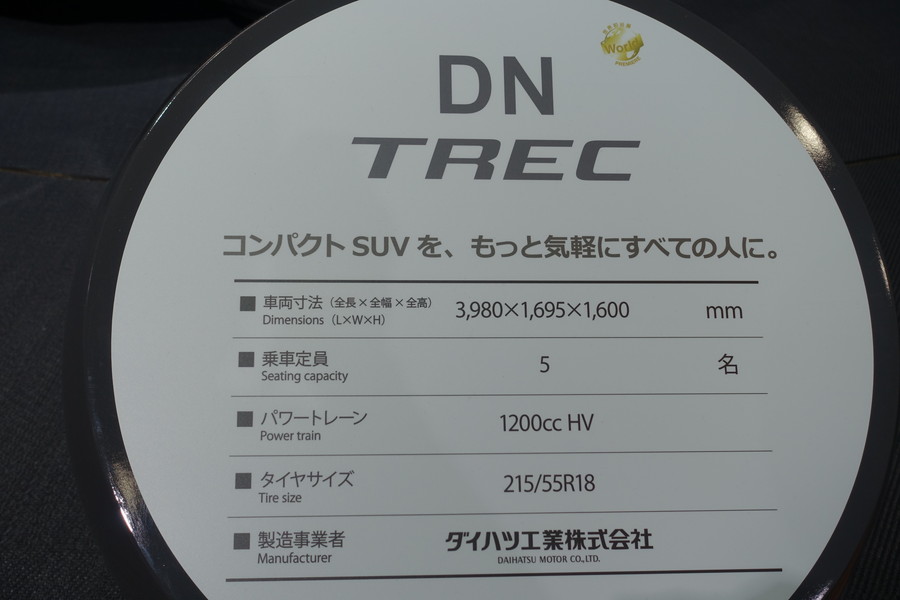 World
PREMIERE
DN
TREC
コンパクト SUV を、もっと気軽にすべての人に。
■ 車両寸法（全長×全幅×全高） 3,980×1,695×1,600 mm
Dimensions（L×W×H）
■ 乗車定員 5 名
Seating capacity
■ パワートレーン 1200cc HV
Power train
■ タイヤサイズ 215/55R18
Tire size
■ 製造事業者 ダイハツ工業株式会社
Manufacturer DAIHATSU MOTOR CO.,LTD.